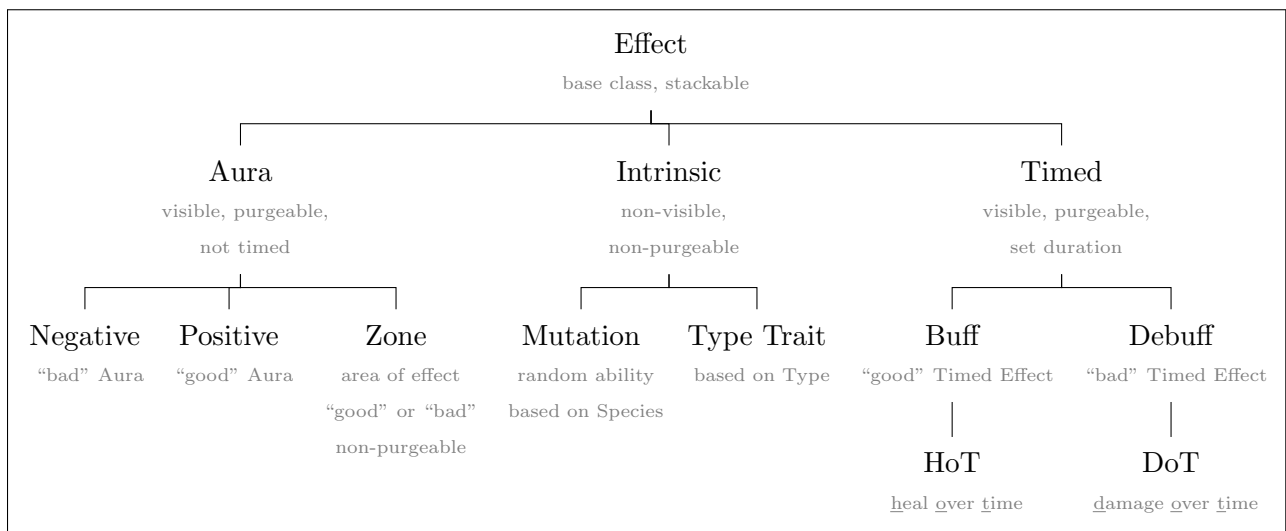 Effect
base class, stackable
Aura
visible, purgeable,
not timed
Intrinsic
non-visible,
non-purgeable
Timed
visible, purgeable,
set duration
Negative
“bad” Aura
Positive
“good” Aura
Zone
area of effect
“good” or “bad”
non-purgeable
Mutation
random ability
based on Species
Type Trait
based on Type
Buff
“good” Timed Effect
Debuff
“bad” Timed Effect
HoT
heal over time
DoT
damage over time